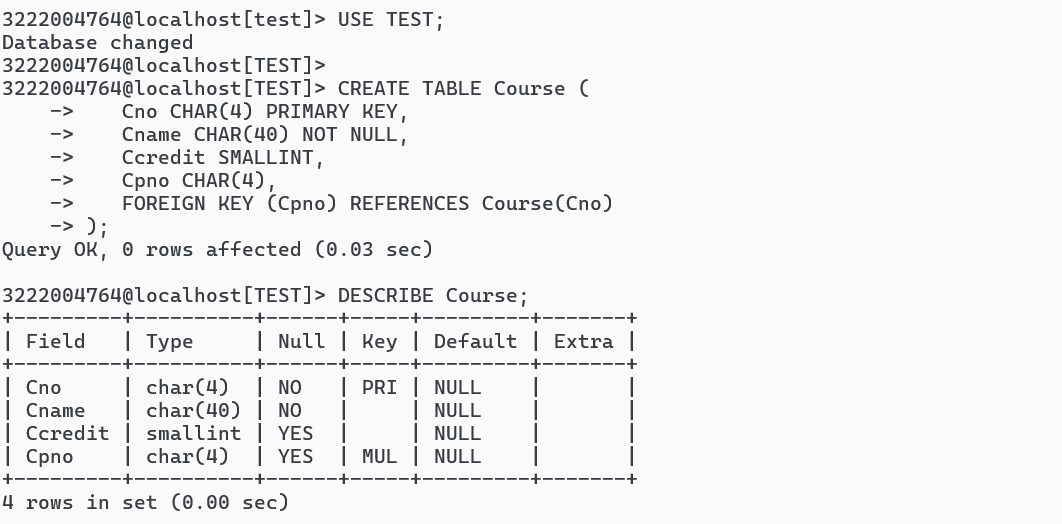 3222004764@localhost[test]> USE TEST;
Database changed
3222004764@localhost[TEST]>
3222004764@localhost[TEST]> CREATE TABLE Course (
    ->    Cno CHAR(4) PRIMARY KEY,
    ->    Cname CHAR(40) NOT NULL,
    ->    Ccredit SMALLINT,
    ->    Cpno CHAR(4),
    ->    FOREIGN KEY (Cpno) REFERENCES Course(Cno)
    -> );
Query OK, 0 rows affected (0.03 sec)

3222004764@localhost[TEST]> DESCRIBE Course;
+---------+----------+------+-----+---------+-------+
| Field   | Type     | Null | Key | Default | Extra |
+---------+----------+------+-----+---------+-------+
| Cno     | char(4)  | NO   | PRI | NULL    |       |
| Cname   | char(40) | NO   |     | NULL    |       |
| Ccredit | smallint | YES  |     | NULL    |       |
| Cpno    | char(4)  | YES  | MUL | NULL    |       |
+---------+----------+------+-----+---------+-------+
4 rows in set (0.00 sec)